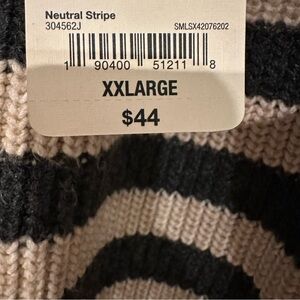 Neutral Stripe
304562J SMLSX42076202
1 90400 51211 8
XXLARGE
$44